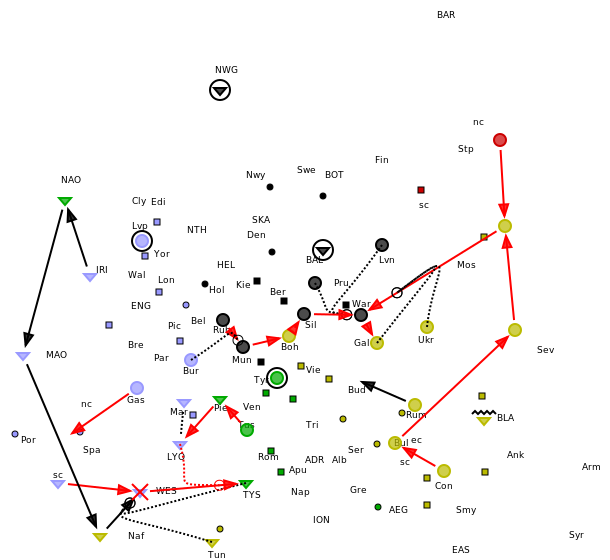 BAR
NWG
nc
Stp
Fin
Swe BOT
Nwy
NAO
sc
Cly Edi
SKA
Lvp
NTH
Den
Yor
BAL
Lvn
Mos
HEL
IRI
Wal
Lon
Kie
Pru
Hol
Ber
War
ENG
Sil
Bel
Pic
Ruh
Gal
Ukr
Bre
Boh
Sev
MAO
Par
Mun
Bur
Vie
Tyr
Bud
Gas
nc
Mar
Pie
Ven
Rum
BLA
Por
Spa
Tus
Tri
Bul ec
LYO
Rom
ADR Alb
Ser
sc
Ank
sc
Apu
Con
Arm
WES
TYS
Nap
Gre
AEG
Smy
ION
Naf
Syr
Tun
EAS